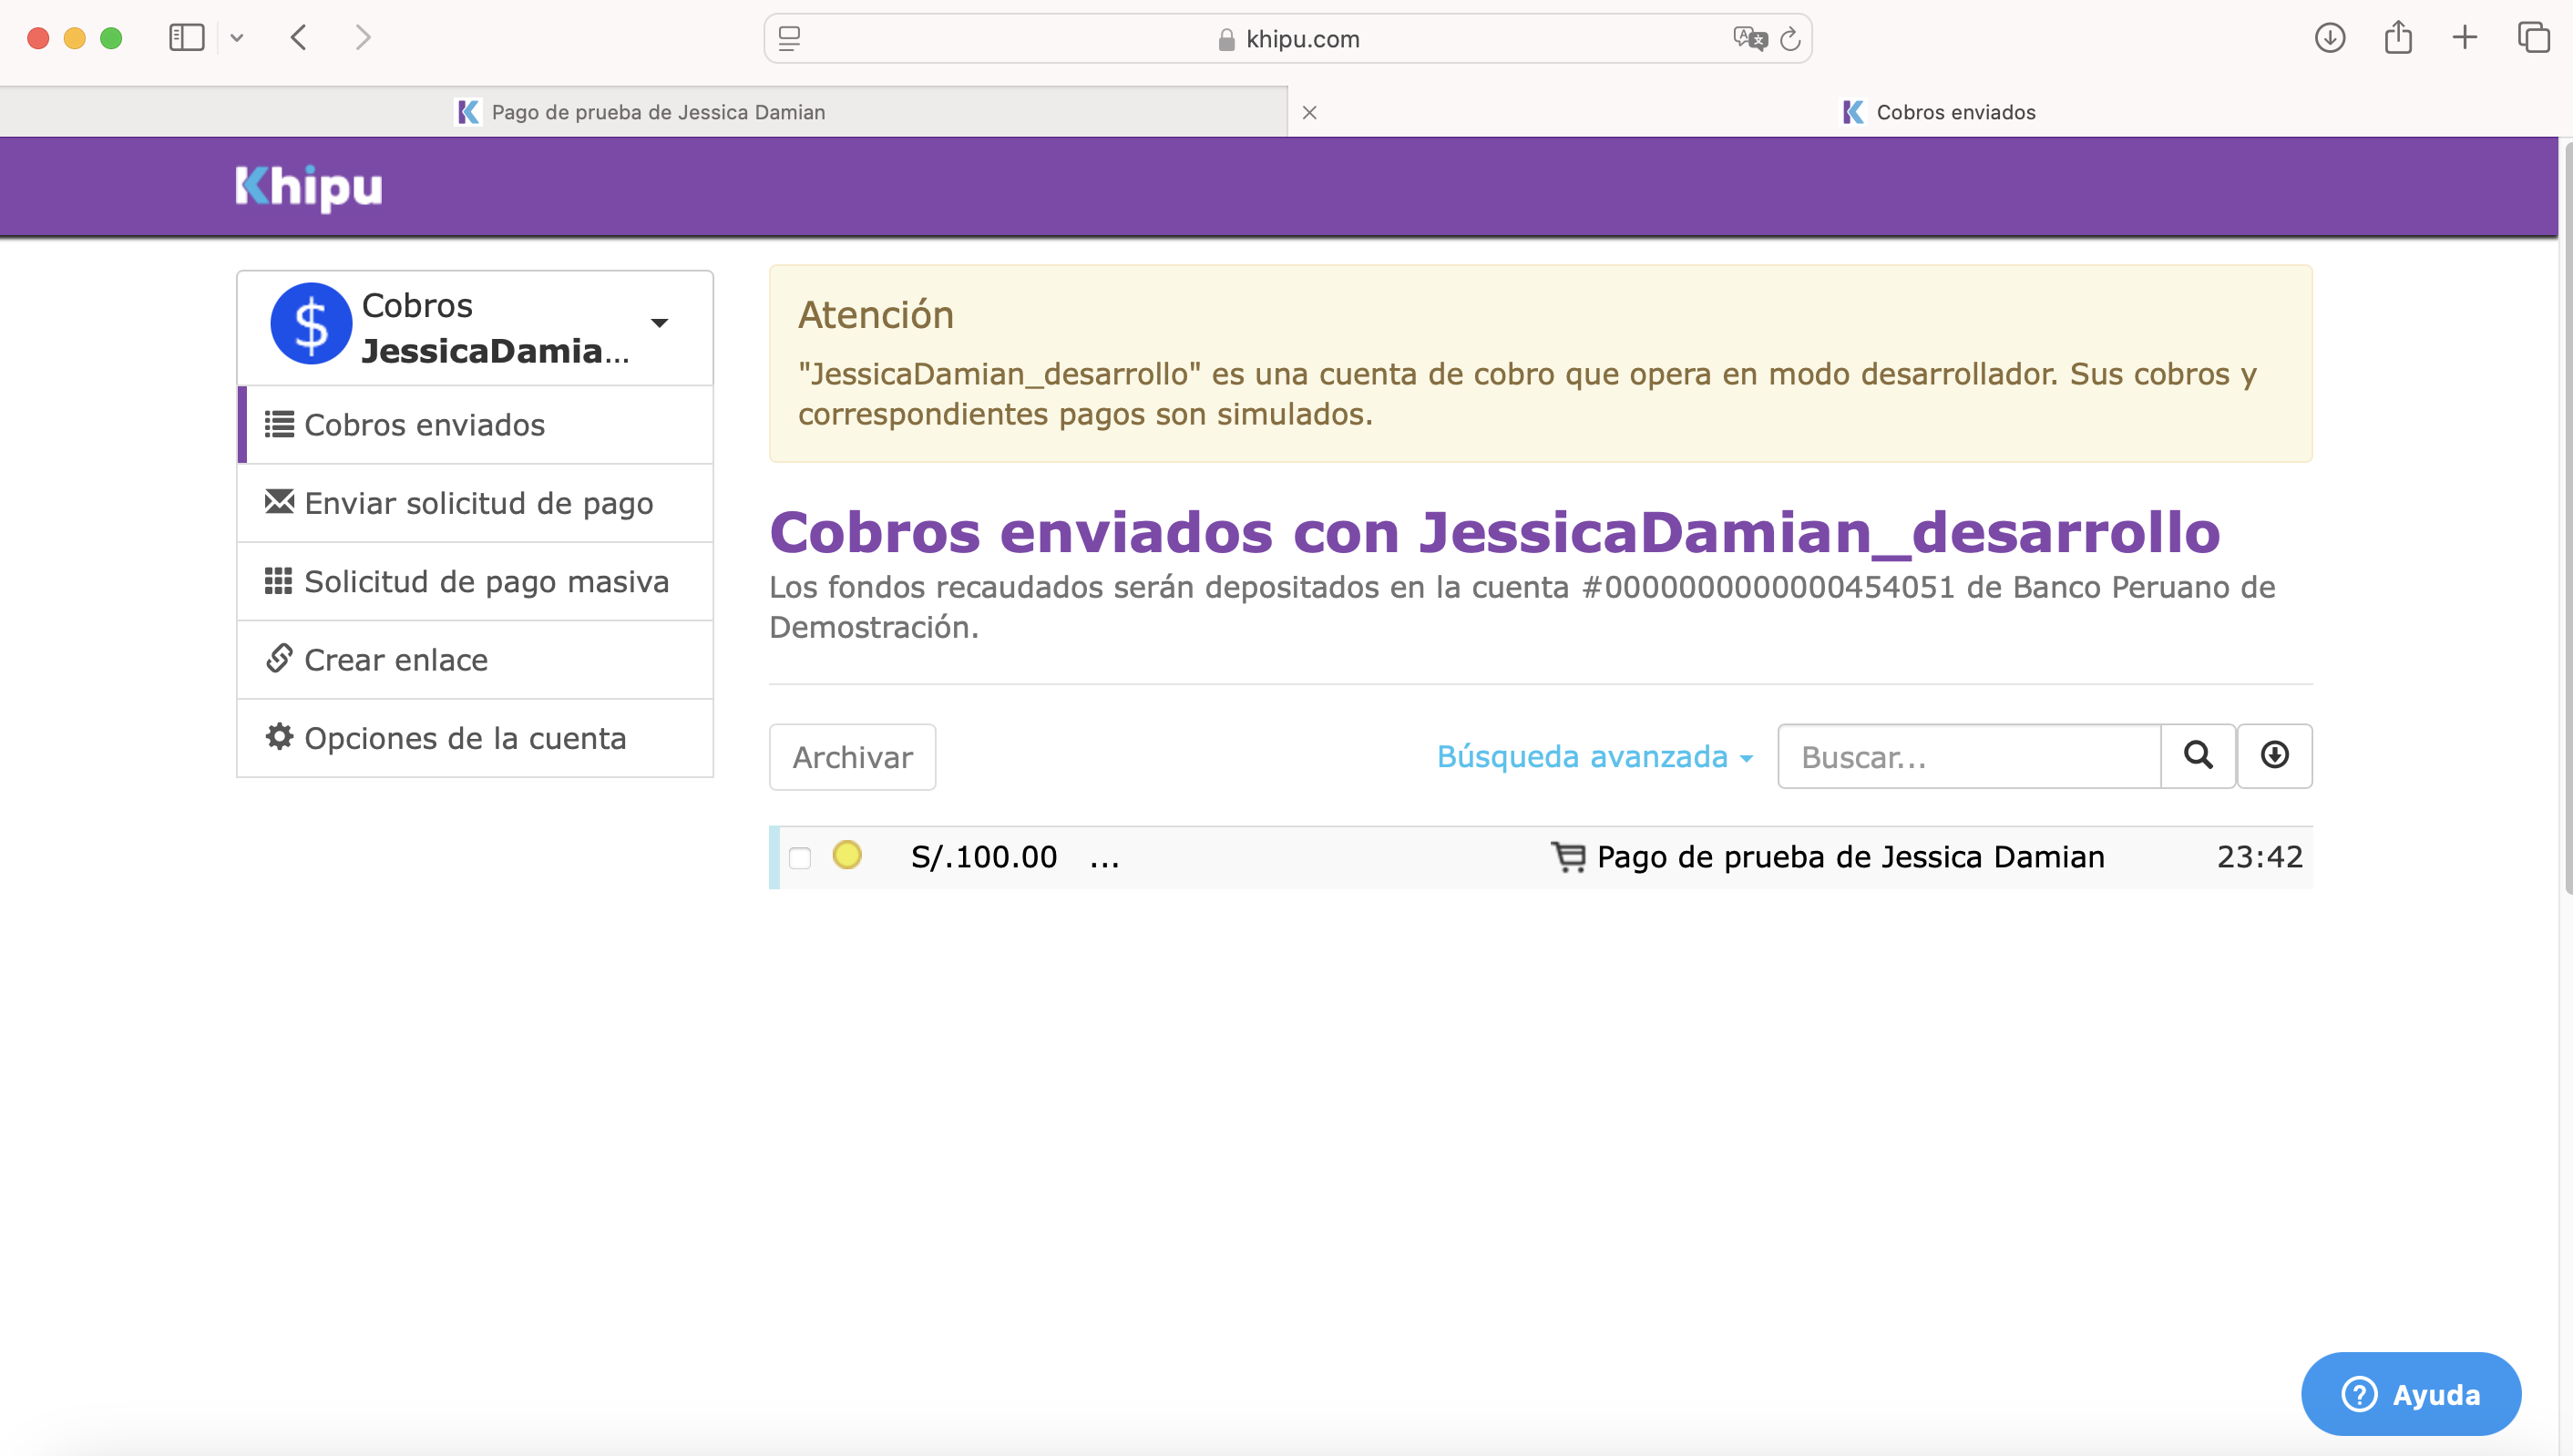 khipu.com
Pago de prueba de Jessica Damian
Cobros enviados
Khipu
Cobros
JessicaDamia...
Cobros enviados
Enviar solicitud de pago
Solicitud de pago masiva
Crear enlace
Opciones de la cuenta
Atención
"JessicaDamian_desarrollo" es una cuenta de cobro que opera en modo desarrollador. Sus cobros y
correspondientes pagos son simulados.
Cobros enviados con JessicaDamian_desarrollo
Los fondos recaudados serán depositados en la cuenta #0000000000000454051 de Banco Peruano de
Demostración.
Archivar
Búsqueda avanzada
Buscar...
S/.100.00 ... Pago de prueba de Jessica Damian 23:42
Ayuda